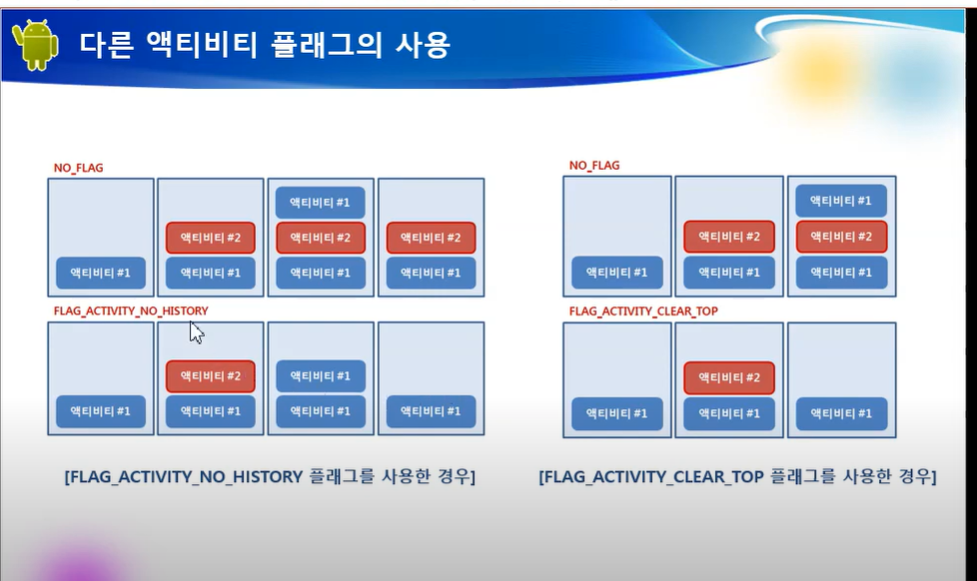 다른 액티비티 플래그의 사용
NO_FLAG
액티비티 #1
액티비티 #2
액티비티 #1
액티비티 #1
액티비티 #2
액티비티 #1
액티비티 #2
액티비티 #1
FLAG_ACTIVITY_NO_HISTORY
액티비티 #1
액티비티 #2
액티비티 #1
액티비티 #1
액티비티 #1
액티비티 #1
[FLAG_ACTIVITY_NO_HISTORY 플래그를 사용한 경우]
NO_FLAG
액티비티 #1
액티비티 #2
액티비티 #1
액티비티 #1
액티비티 #2
액티비티 #1
FLAG_ACTIVITY_CLEAR_TOP
액티비티 #1
액티비티 #2
액티비티 #1
액티비티 #1
[FLAG_ACTIVITY_CLEAR_TOP 플래그를 사용한 경우]